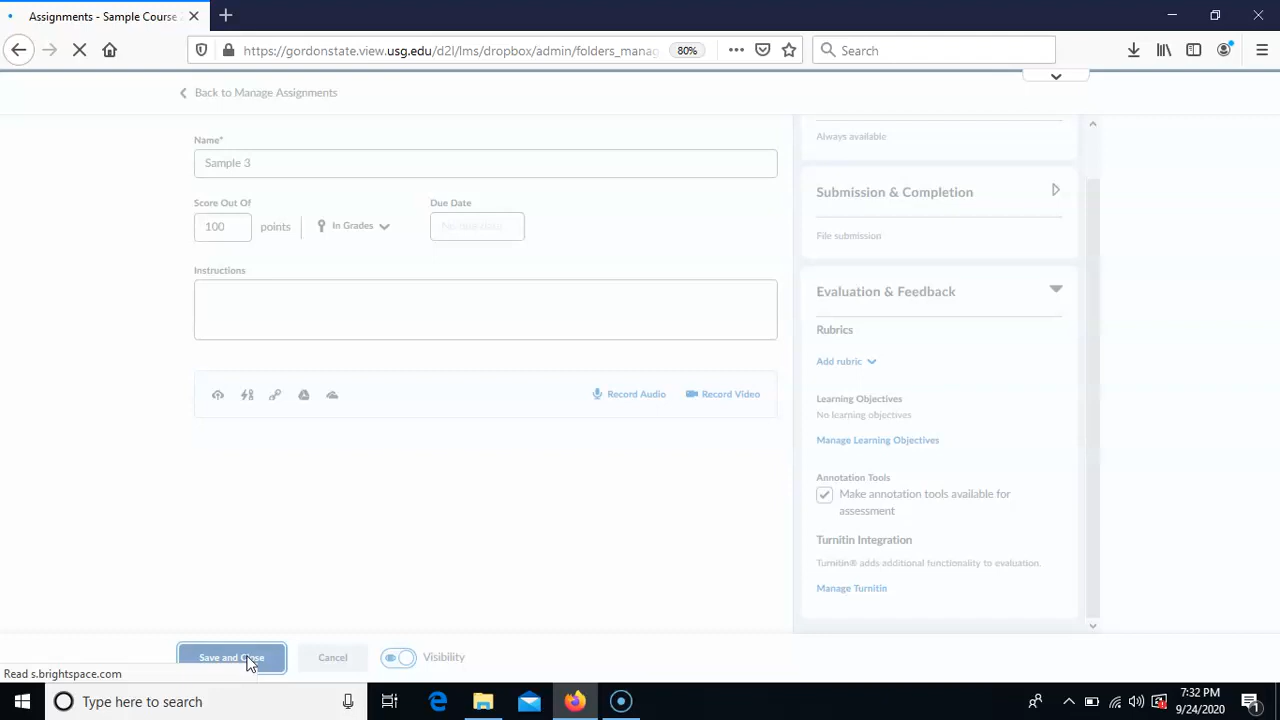 Assignments - Sample Course
https://gordonstate.view.usg.edu/d2l/lms/dropbox/admin/folders_manag
80%
Search
Back to Manage Assignments
Name*
Sample 3
Score Out Of
Due Date
100
points
In Grades
No due date
Instructions
Record Audio
Record Video
Always available
Submission & Completion
File submission
Evaluation & Feedback
Rubrics
Add rubric
Learning Objectives
No learning objectives
Manage Learning Objectives
Annotation Tools
Make annotation tools available for
assessment
Turnitin Integration
Turnitin® adds additional functionality to evaluation.
Manage Turnitin
Save and Close
Cancel
Visibility
Read s.brightspace.com
Type here to search
7:32 PM
9/24/2020
1